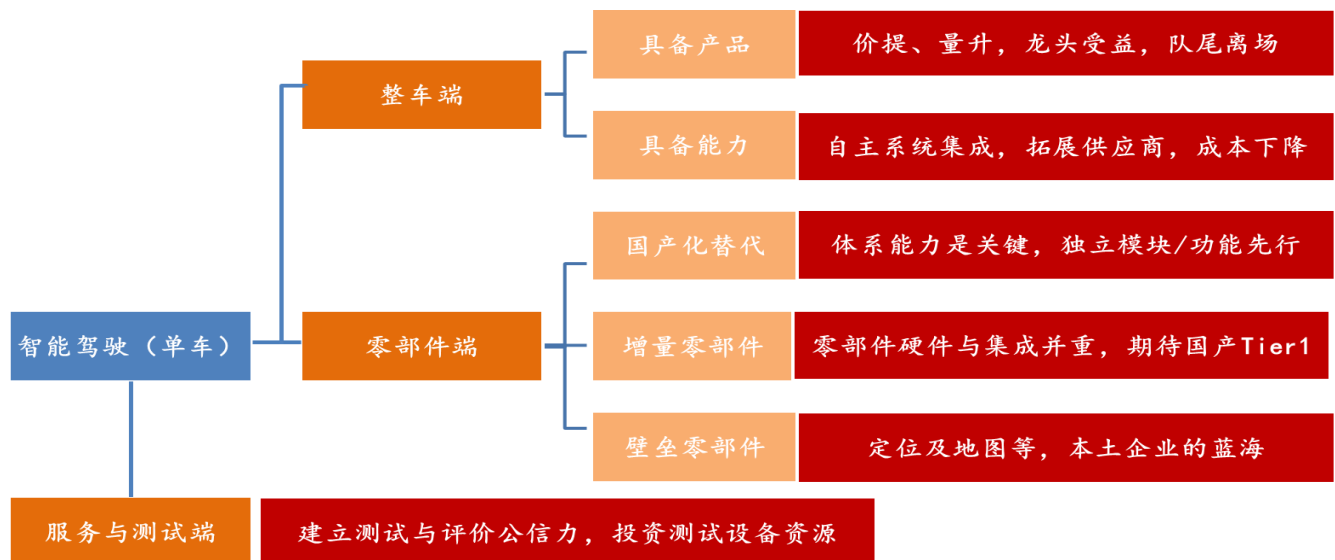 具备产品
价提、量升，龙头受益，队尾离场
整车端
具备能力
自主系统集成，拓展供应商，成本下降
国产化替代
体系能力是关键，独立模块/功能先行
智能驾驶（单车）
零部件端
增量零部件
零部件硬件与集成并重，期待国产Tier1
壁垒零部件
定位及地图等，本土企业的蓝海
服务与测试端
建立测试与评价公信力，投资测试设备资源